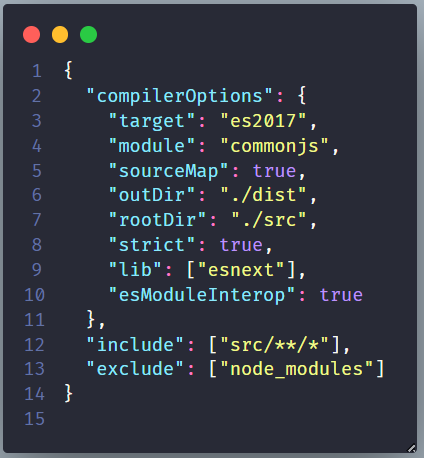 1 {
2   "compilerOptions": {
3     "target": "es2017",
4     "module": "commonjs",
5     "sourceMap": true,
6     "outDir": "./dist",
7     "rootDir": "./src",
8     "strict": true,
9     "lib": ["esnext"],
10     "esModuleInterop": true
11   },
12   "include": ["src/**/*"],
13   "exclude": ["node_modules"]
14 }
15